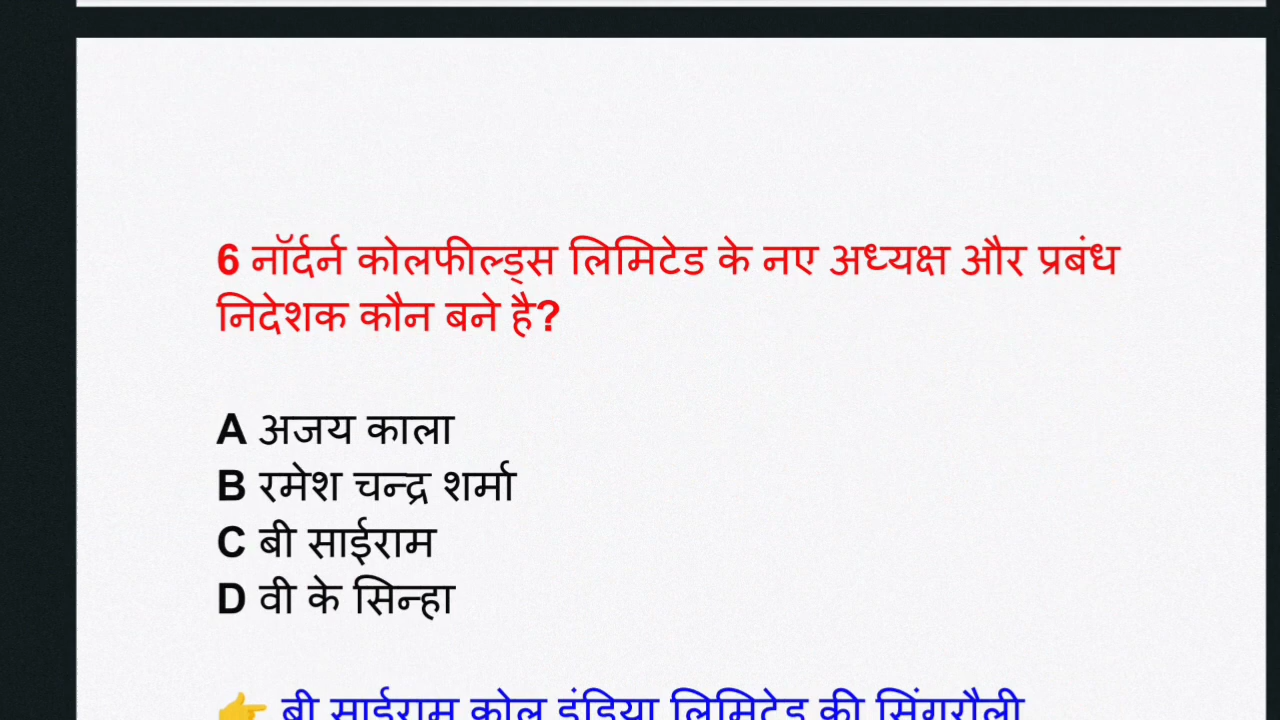 6 नॉर्दर्न कोलफील्ड्स लिमिटेड के नए अध्यक्ष और प्रबंध
निदेशक कौन बने है?
A अजय काला
B रमेश चन्द्र शर्मा
C बी साईराम
D वी के सिन्हा
👉 बी साईराम कोल इंडिया लिमिटेड की सिंगरौली